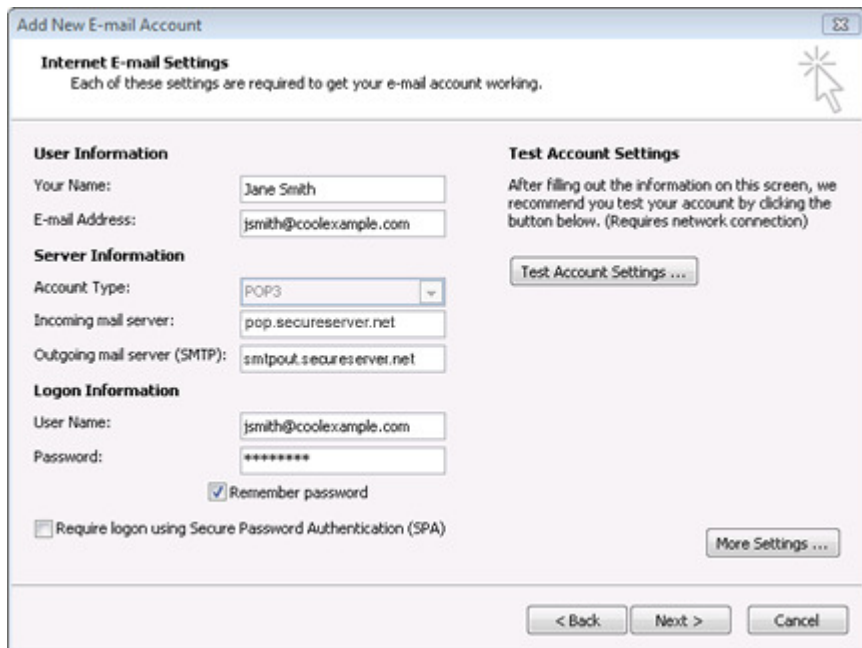 Add New E-mail Account
Internet E-mail Settings
Each of these settings are required to get your e-mail account working.
User Information
Your Name:
Jane Smith
E-mail Address:
jsmith@coolexample.com
Server Information
Account Type:
POP3
Incoming mail server:
pop.secureserver.net
Outgoing mail server (SMTP):
smtpout.secureserver.net
Logon Information
User Name:
jsmith@coolexample.com
Password:
********
Remember password
Require logon using Secure Password Authentication (SPA)
Test Account Settings
After filling out the information on this screen, we
recommend you test your account by clicking the
button below. (Requires network connection)
Test Account Settings ...
More Settings ...
< Back
Next >
Cancel